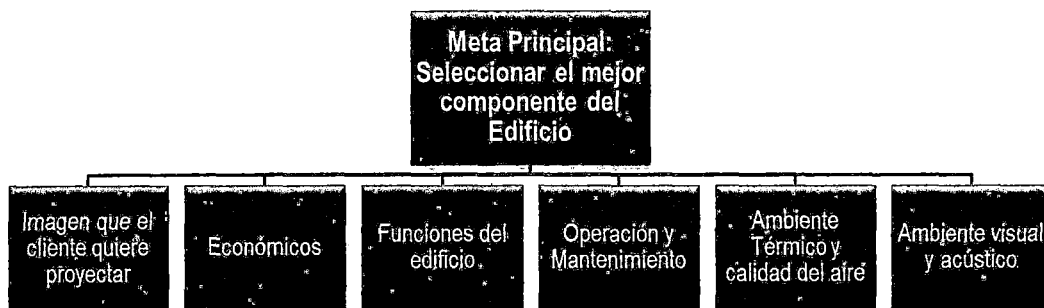 Meta Principal:
Seleccionar el mejor
componente del
Edificio
Imagen que el
cliente quiere
proyectar
Económicos
Funciones del
edificio
Operación y
Mantenimiento
Ambiente
Térmico y
calidad del aire
Ambiente visual
y acústico